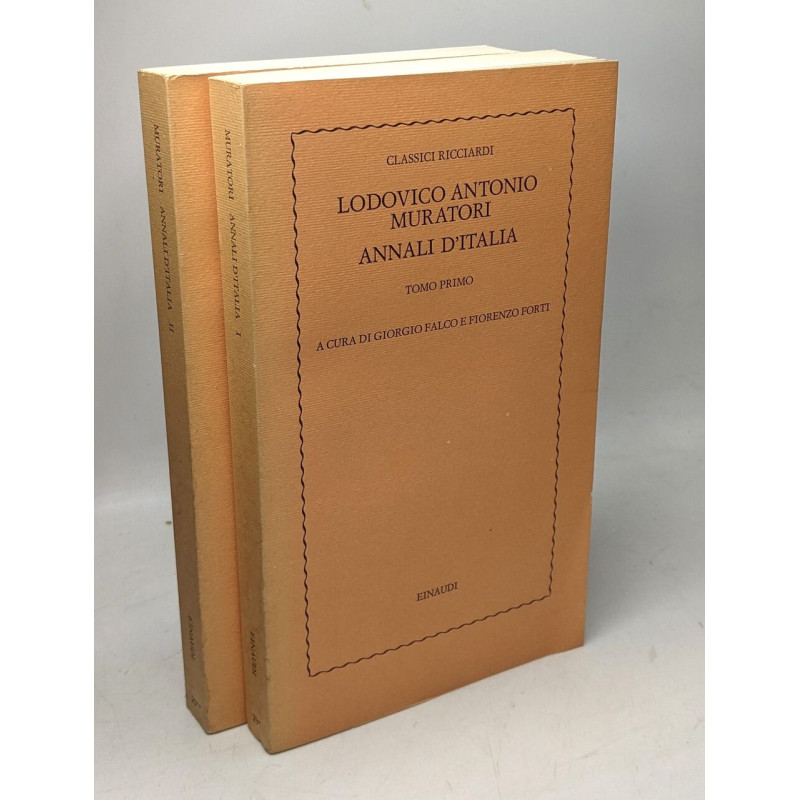 CLASSICI RICCIARDI
LODOVICO ANTONIO
MURATORI
ANNALI D'ITALIA
TOMO PRIMO
A CURA DI GIORGIO FALCO E FIORENZO FORTI
EINAUDI
MURATORI ANNALI D'ITALIA I
EINAUDI
MURATORI ANNALI D'ITALIA II
EINAUDI